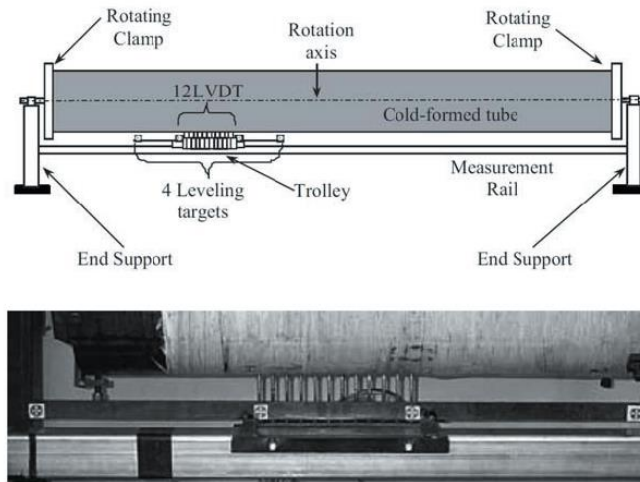 Rotating
Clamp
Rotation
axis
Rotating
Clamp
12LVDT
Cold-formed tube
4 Leveling
targets
Trolley
Measurement
Rail
End Support
End Support